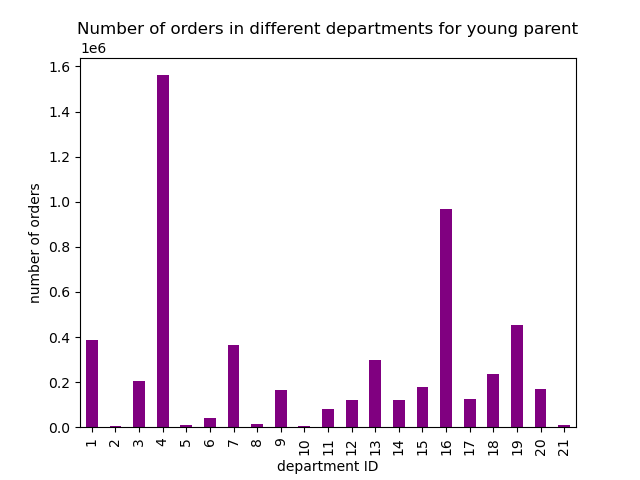 Number of orders in different departments for young parent
1e6
1.6
1.4
1.2
1.0
0.8
0.6
0.4
0.2
0.0
number of orders
1 2 3 4 5 6 7 8 9 10 11 12 13 14 15 16 17 18 19 20 21
department ID